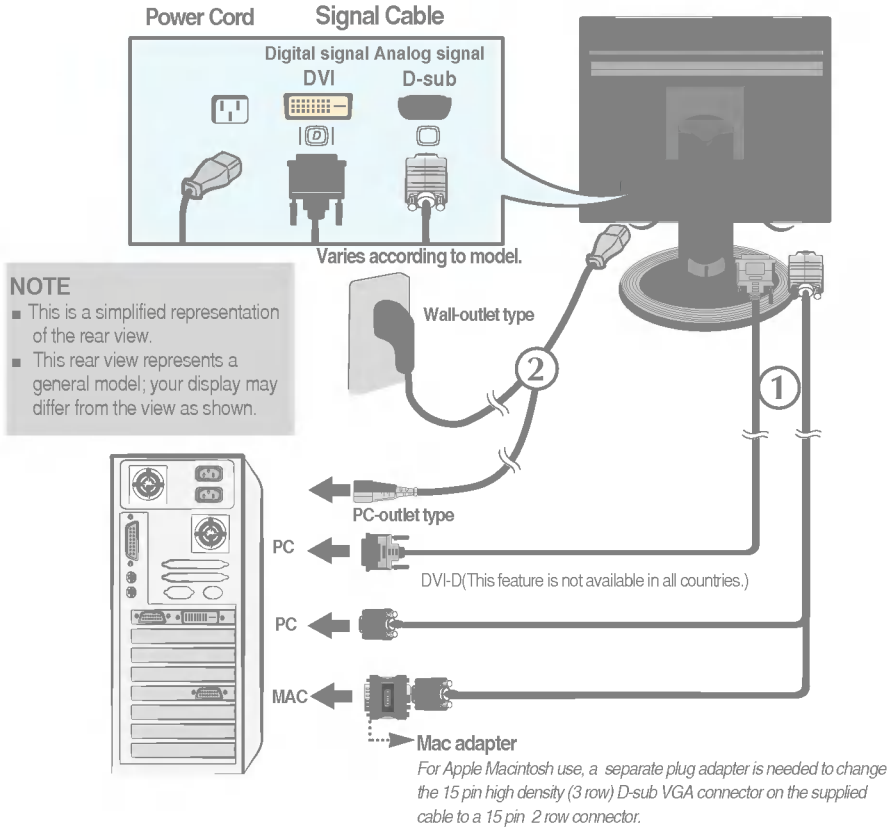 Power Cord Signal Cable
Digital signal Analog signal
DVI D-sub
D
Varies according to model.
NOTE
■ This is a simplified representation
of the rear view.
■ This rear view represents a
general model; your display may
differ from the view as shown.
Wall-outlet type
2
1
PC-outlet type
PC
DVI-D(This feature is not available in all countries.)
PC
MAC
Mac adapter
For Apple Macintosh use, a separate plug adapter is needed to change
the 15 pin high density (3 row) D-sub VGA connector on the supplied
cable to a 15 pin 2 row connector.